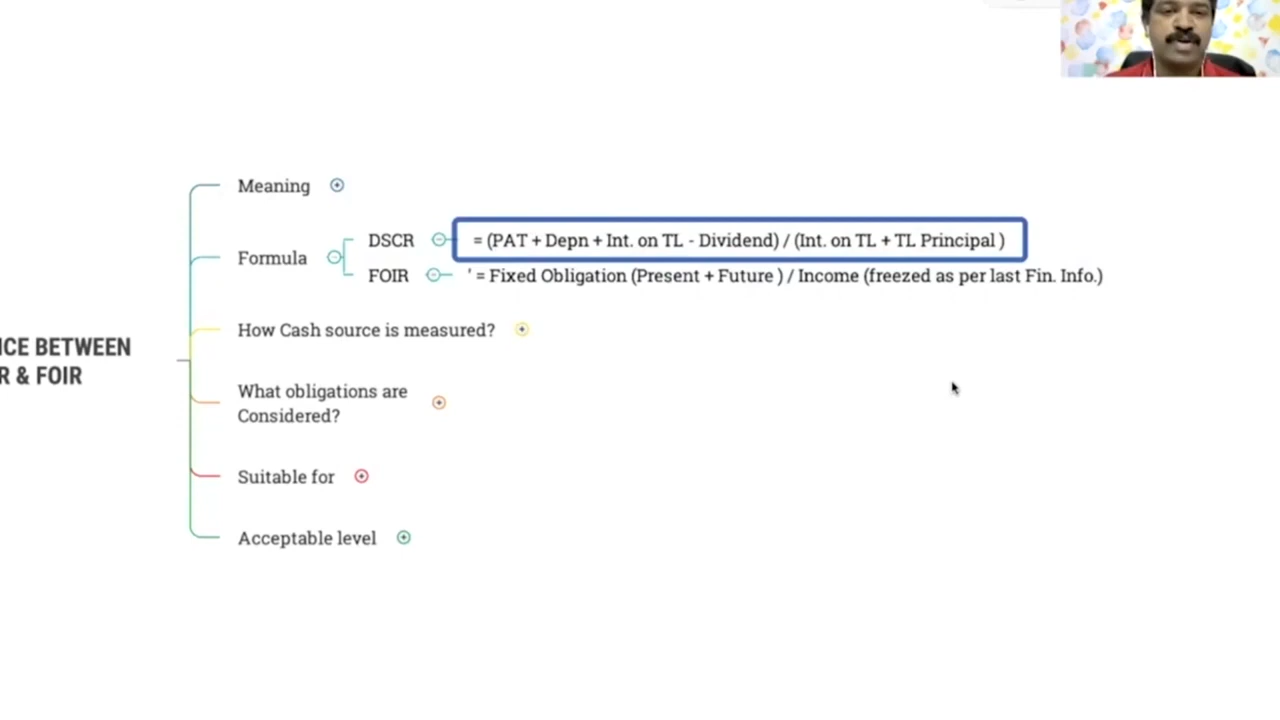 Meaning
DSCR
= (PAT + Depn + Int. on TL - Dividend) / (Int. on TL + TL Principal )
Formula
FOIR
' = Fixed Obligation (Present + Future ) / Income (freezed as per last Fin. Info.)
How Cash source is measured?
BETWEEN
& FOIR
What obligations are
Considered?
Suitable for
Acceptable level